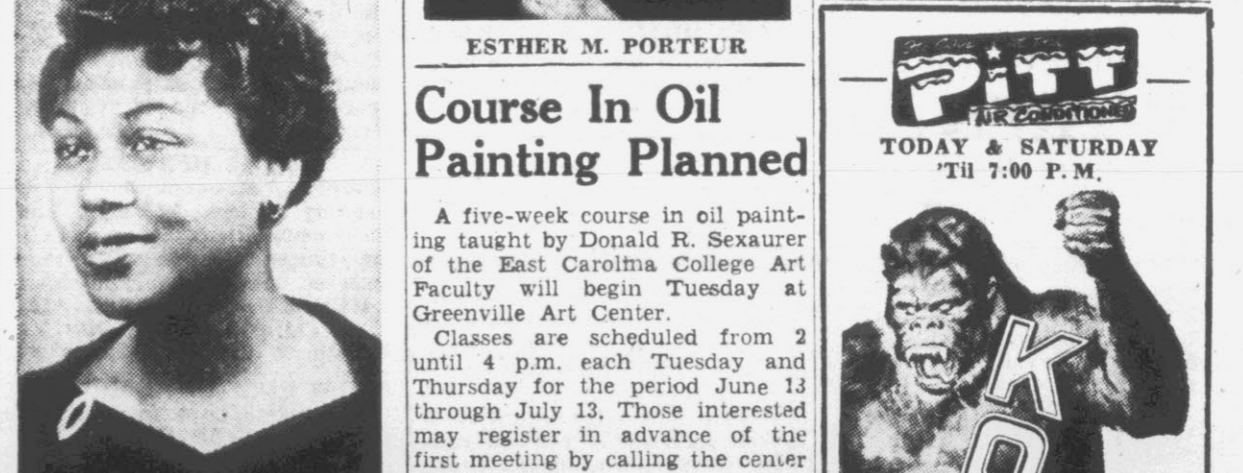 ESTHER M. PORTEUR
Course In Oil
Painting Planned
A five-week course in oil paint-
ing taught by Donald R. Sexaurer
of the East Carolina College Art
Faculty will begin Tuesday at
Greenville Art Center.
Classes are scheduled from 2
until 4 p.m. each Tuesday and
Thursday for the period June 13
through July 13. Those interested
may register in advance of the
first meeting by calling the center
PiTT
AIR CONDITIONED
TODAY & SATURDAY
'Til 7:00 P. M.
KO